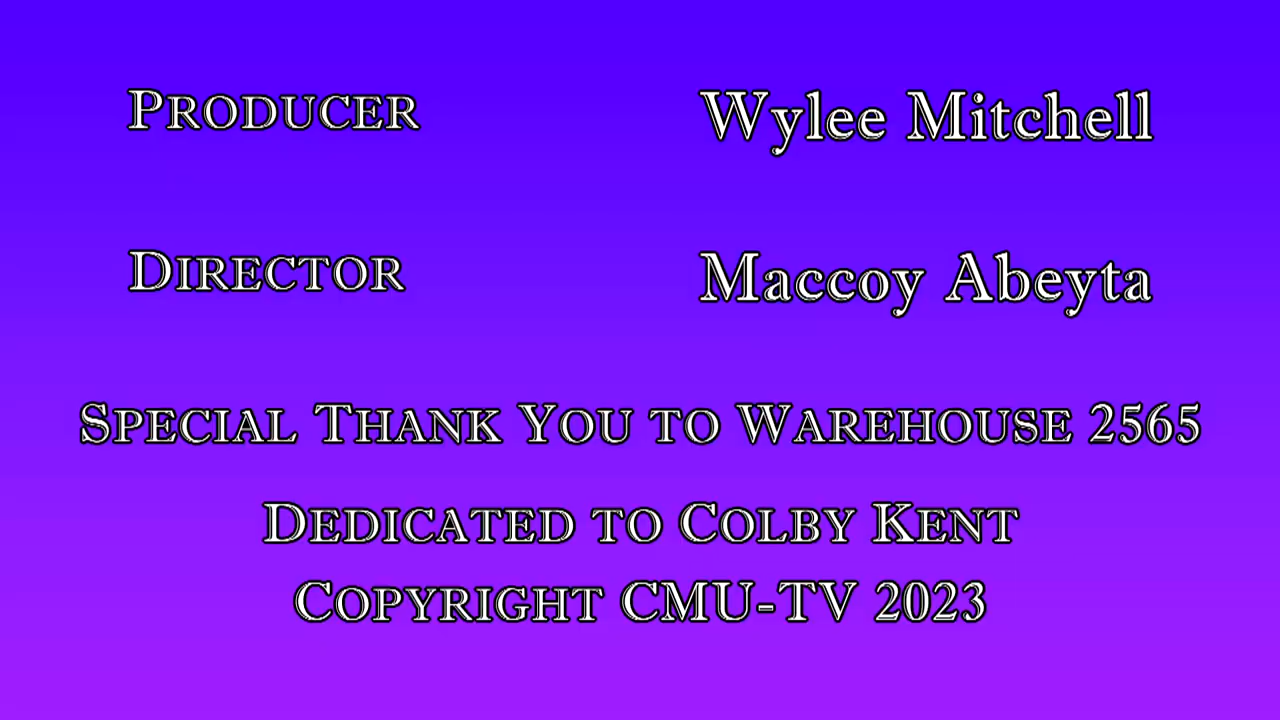 Producer Wylee Mitchell
Director Maccoy Abeyta
Special Thank You to Warehouse 2565
Dedicated to Colby Kent
Copyright CMU-TV 2023